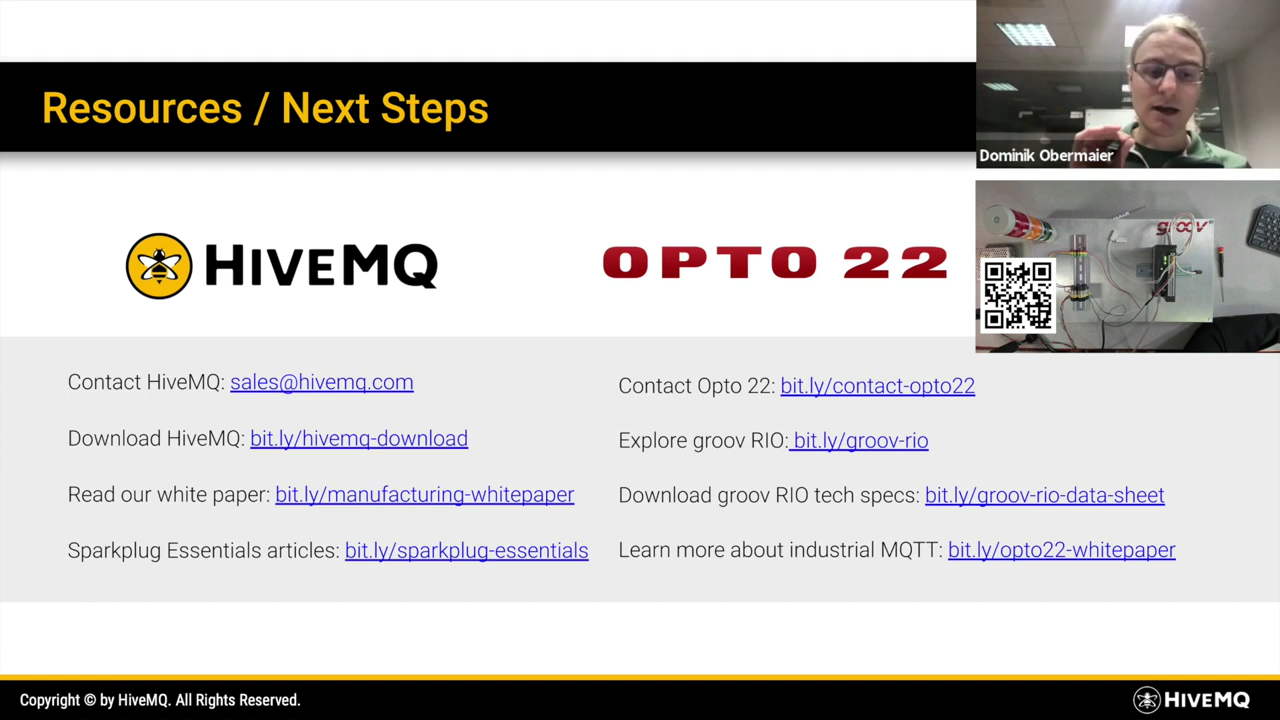 Resources / Next Steps
Dominik Obermaier
HIVEMQ
OPTO 22
groov
Contact HiveMQ: sales@hivemq.com
Download HiveMQ: bit.ly/hivemq-download
Read our white paper: bit.ly/manufacturing-whitepaper
Sparkplug Essentials articles: bit.ly/sparkplug-essentials
Contact Opto 22: bit.ly/contact-opto22
Explore groov RIO: bit.ly/groov-rio
Download groov RIO tech specs: bit.ly/groov-rio-data-sheet
Learn more about industrial MQTT: bit.ly/opto22-whitepaper
Copyright © by HiveMQ. All Rights Reserved.
HIVEMQ